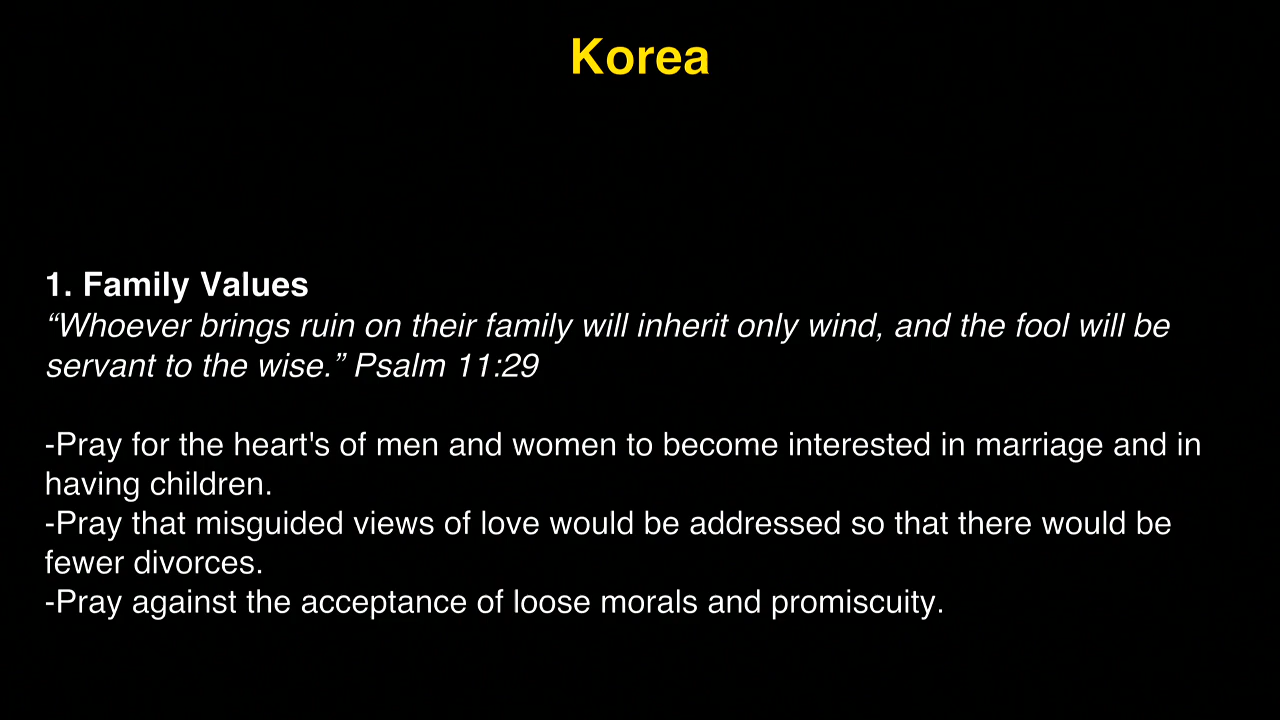 Korea
1. Family Values
“Whoever brings ruin on their family will inherit only wind, and the fool will be
servant to the wise.” Psalm 11:29
-Pray for the heart's of men and women to become interested in marriage and in
having children.
-Pray that misguided views of love would be addressed so that there would be
fewer divorces.
-Pray against the acceptance of loose morals and promiscuity.